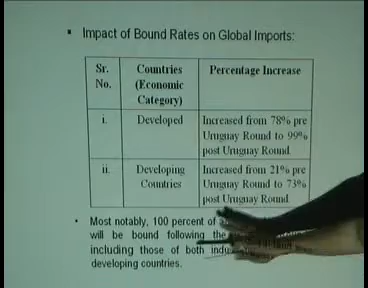 ▪ Impact of Bound Rates on Global Imports:
Sr. No. Countries (Economic Category) Percentage Increase
i. Developed Increased from 78% pre
Uruguay Round to 99%
post Uruguay Round.
ii. Developing Countries Increased from 21% pre
Uruguay Round to 73%
post Uruguay Round.
• Most notably, 100 percent of
will be bound following the
including those of both
developing countries.